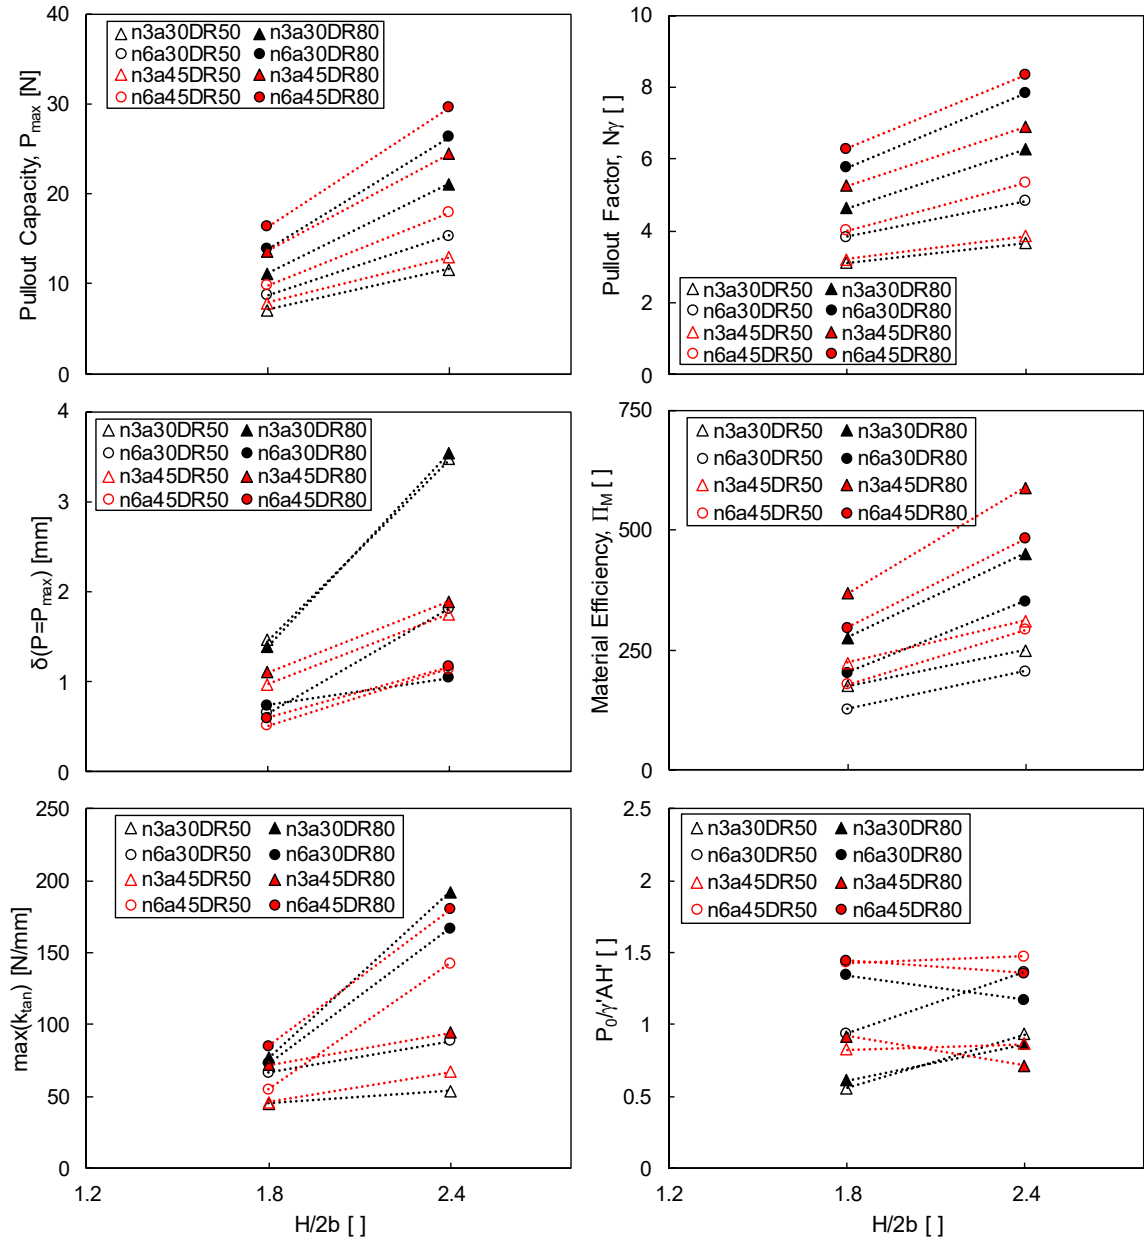 40
30
20
10
0
Pullout Capacity, Pmax [N]
n3a30DR50 n3a30DR80
n6a30DR50 n6a30DR80
n3a45DR50 n3a45DR80
n6a45DR50 n6a45DR80
10
8
6
4
2
0
Pullout Factor, Nγ [ ]
n3a30DR50 n3a30DR80
n6a30DR50 n6a30DR80
n3a45DR50 n3a45DR80
n6a45DR50 n6a45DR80
4
3
2
1
0
δ(P=Pmax) [mm]
n3a30DR50 n3a30DR80
n6a30DR50 n6a30DR80
n3a45DR50 n3a45DR80
n6a45DR50 n6a45DR80
750
500
250
0
Material Efficiency, ΠM [ ]
n3a30DR50 n3a30DR80
n6a30DR50 n6a30DR80
n3a45DR50 n3a45DR80
n6a45DR50 n6a45DR80
250
200
150
100
50
0
max(ktan) [N/mm]
n3a30DR50 n3a30DR80
n6a30DR50 n6a30DR80
n3a45DR50 n3a45DR80
n6a45DR50 n6a45DR80
1.2 1.8 2.4
H/2b [ ]
2.5
2
1.5
1
0.5
0
P0/γ'AH' [ ]
n3a30DR50 n3a30DR80
n6a30DR50 n6a30DR80
n3a45DR50 n3a45DR80
n6a45DR50 n6a45DR80
1.2 1.8 2.4
H/2b [ ]